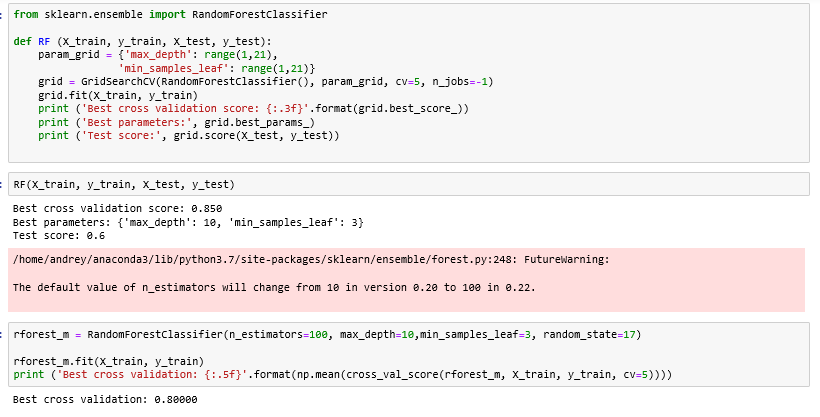 from sklearn.ensemble import RandomForestClassifier
def RF (X_train, y_train, X_test, y_test):
param_grid = {'max_depth': range(1,21),
'min_samples_leaf': range(1,21)}
grid = GridSearchCV(RandomForestClassifier(), param_grid, cv=5, n_jobs=-1)
grid.fit(X_train, y_train)
print ('Best cross validation score: {:.3f}'.format(grid.best_score_))
print ('Best parameters:', grid.best_params_)
print ('Test score:', grid.score(X_test, y_test))
RF(X_train, y_train, X_test, y_test)
Best cross validation score: 0.850
Best parameters: {'max_depth': 10, 'min_samples_leaf': 3}
Test score: 0.6
/home/andrey/anaconda3/lib/python3.7/site-packages/sklearn/ensemble/forest.py:248: FutureWarning:
The default value of n_estimators will change from 10 in version 0.20 to 100 in 0.22.
rforest_m = RandomForestClassifier(n_estimators=100, max_depth=10,min_samples_leaf=3, random_state=17)
rforest_m.fit(X_train, y_train)
print ('Best cross validation: {:.5f}'.format(np.mean(cross_val_score(rforest_m, X_train, y_train, cv=5))))
Best cross validation: 0.80000